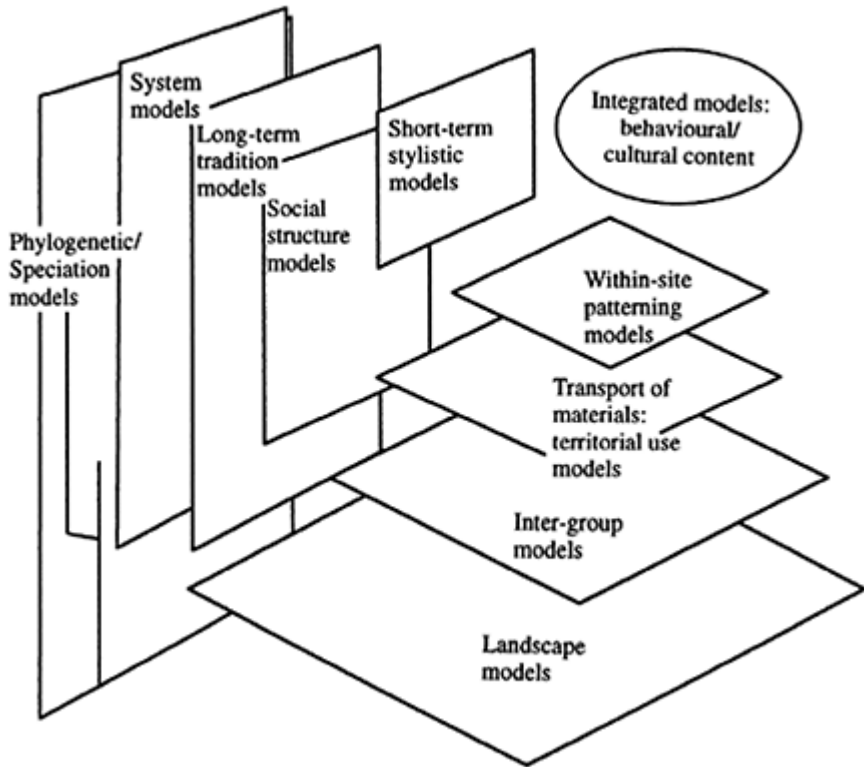 System
models
Long-term
tradition
models
Short-term
stylistic
models
Integrated models:
behavioural/
cultural content
Social
structure
models
Phylogenetic/
Speciation
models
Within-site
patterning
models
Transport of
materials:
territorial use
models
Inter-group
models
Landscape
models